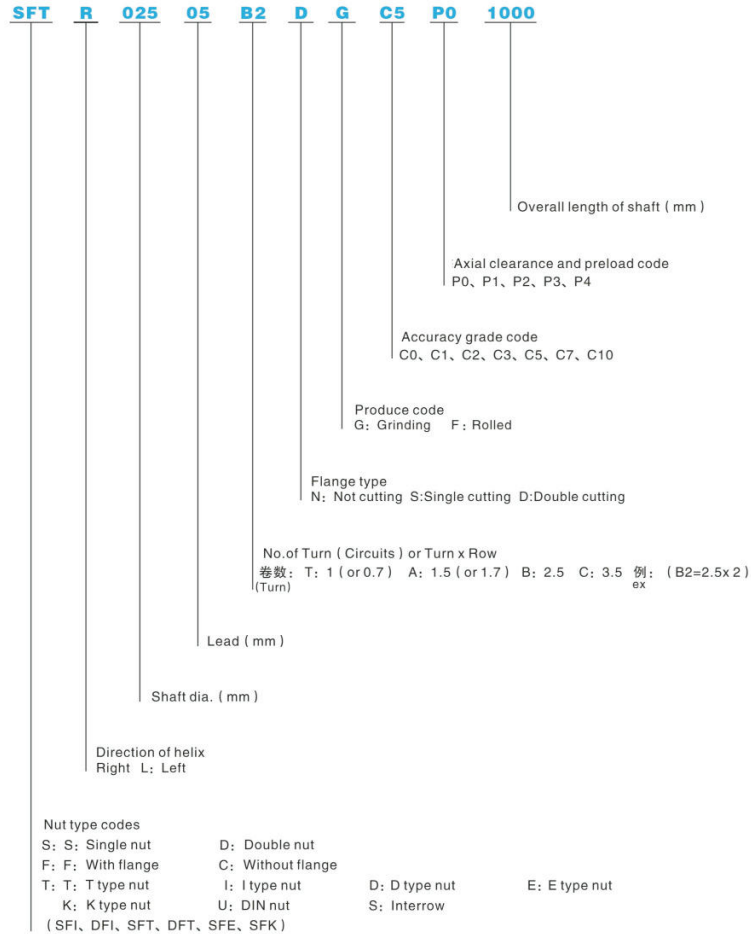 SFT R 025 05 B2 D G C5 P0 1000
Overall length of shaft ( mm )
Axial clearance and preload code
P0、P1、P2、P3、P4
Accuracy grade code
C0、C1、C2、C3、C5、C7、C10
Produce code
G: Grinding F: Rolled
Flange type
N: Not cutting S:Single cutting D:Double cutting
No.of Turn ( Circuits ) or Turn x Row
卷数: T: 1 ( or 0.7 ) A: 1.5 ( or 1.7 ) B: 2.5 C: 3.5 例: ( B2=2.5x 2 )
(Turn) ex
Lead ( mm )
Shaft dia. ( mm )
Direction of helix
Right L: Left
Nut type codes
S: S: Single nut D: Double nut
F: F: With flange C: Without flange
T: T: T type nut I: I type nut D: D type nut E: E type nut
K: K type nut U: DIN nut S: Interrow
( SFI、DFI、SFT、DFT、SFE、SFK )